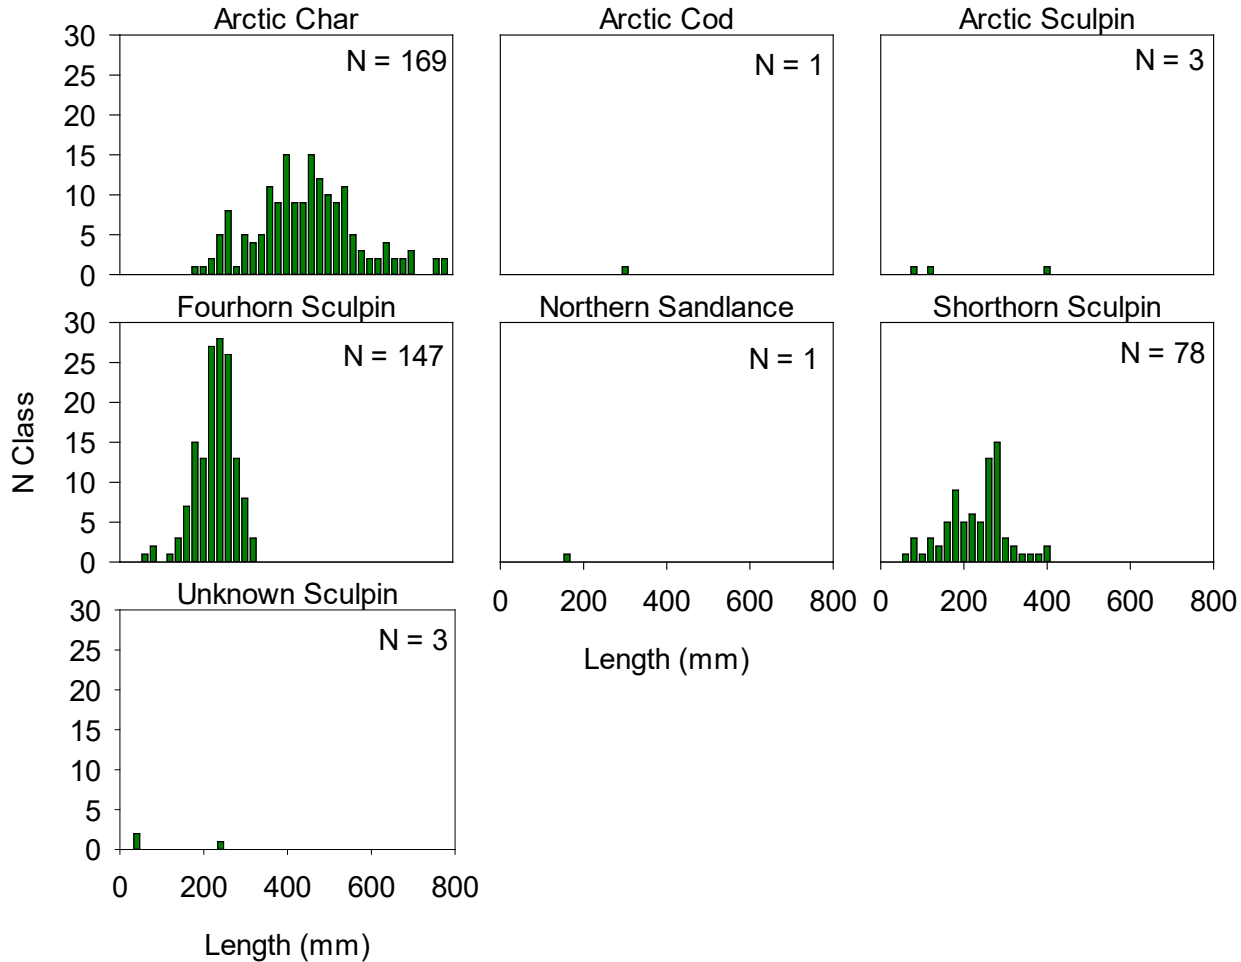 Arctic Char
Arctic Cod
Arctic Sculpin
30
25
20
15
10
5
0
N = 169
N = 1
N = 3
Fourhorn Sculpin
Northern Sandlance
Shorthorn Sculpin
30
25
20
15
10
5
0
N = 147
N = 1
N = 78
N Class
0 200 400 600 800
0 200 400 600 800
Length (mm)
Unknown Sculpin
30
25
20
15
10
5
0
N = 3
0 200 400 600 800
Length (mm)